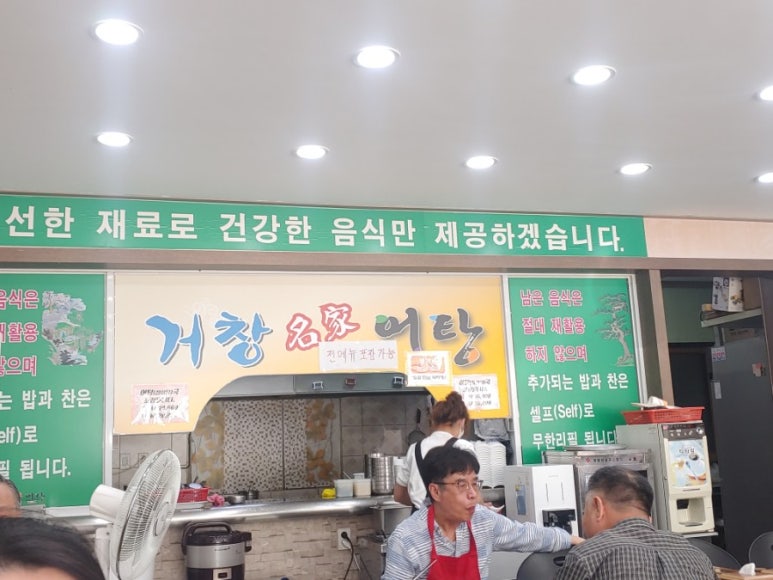 선한 재료로 건강한 음식만 제공하겠습니다.
음식은
재활용
않으며
는 밥과 찬은
Self)로
필 됩니다.
거창 名家 어탕
전메뉴 포장 가능
남은 음식은
절대 재활용
하지 않으며
추가되는 밥과 찬은
셀프(Self)로
무한리필 됩니다